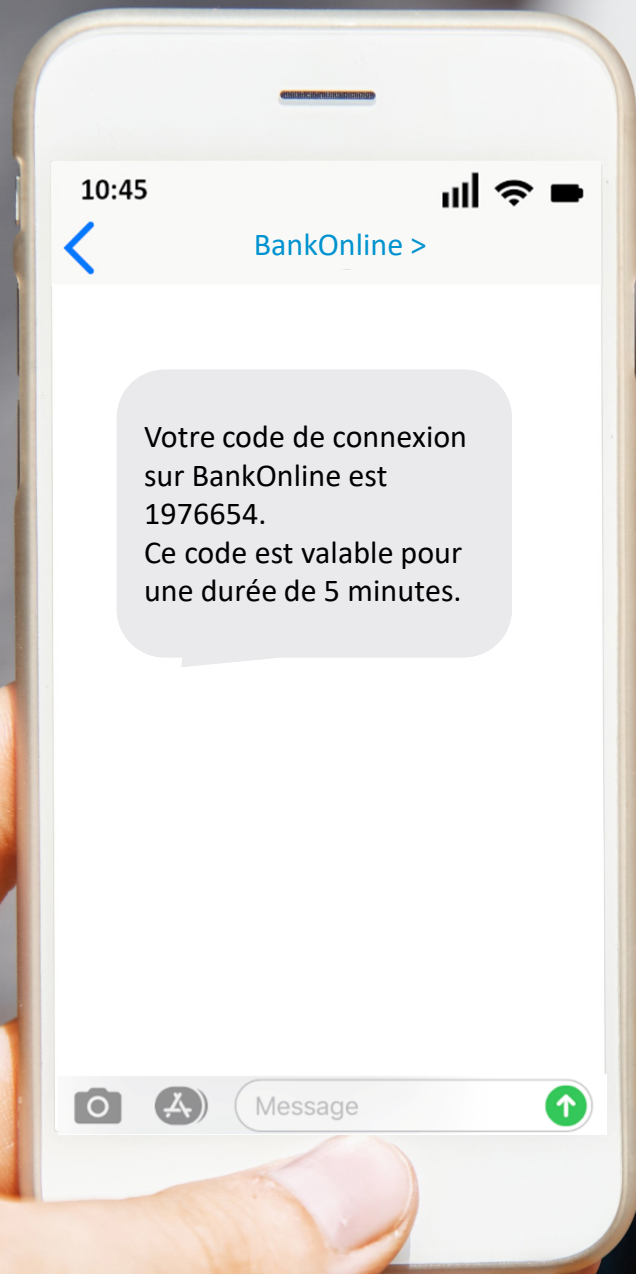 10:45
BankOnline >
Votre code de connexion
sur BankOnline est
1976654.
Ce code est valable pour
une durée de 5 minutes.
Message